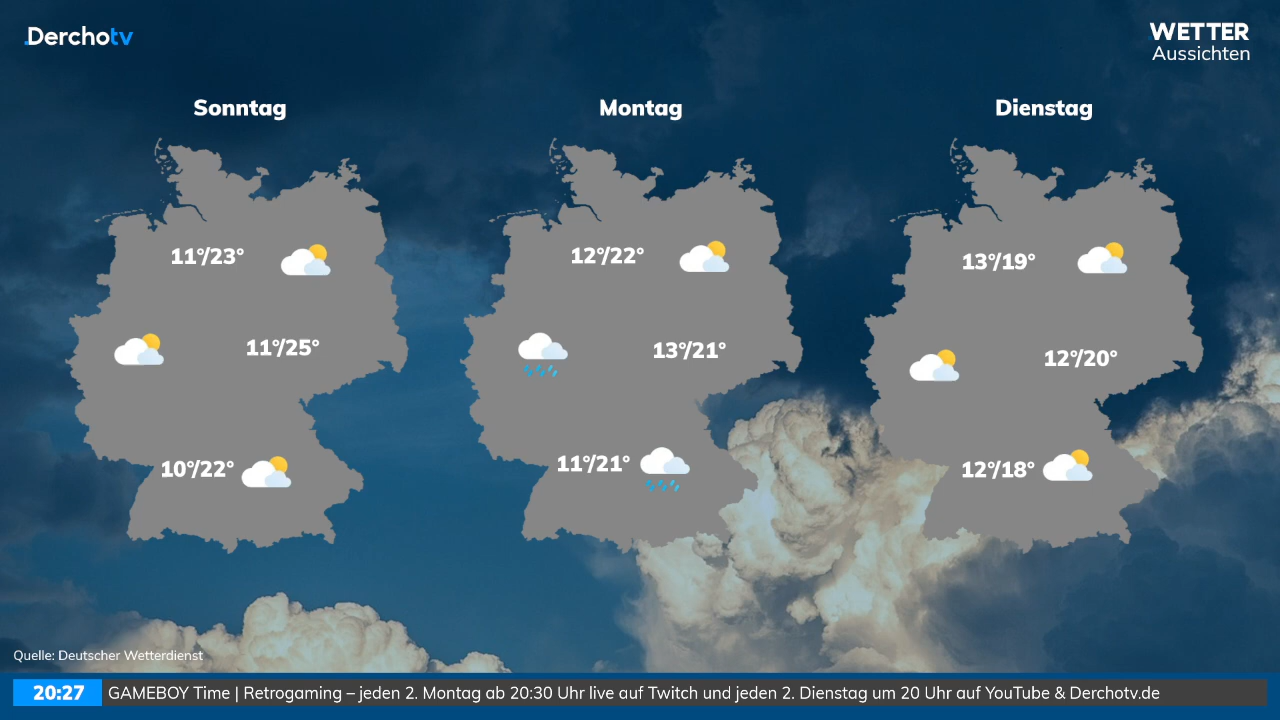 .Derchotv
WETTER
Aussichten
Sonntag
Montag
Dienstag
11°/23°
12°/22°
13°/19°
11°/25°
13°/21°
12°/20°
10°/22°
11°/21°
12°/18°
Quelle: Deutscher Wetterdienst
20:27
GAMEBOY Time | Retrogaming – jeden 2. Montag ab 20:30 Uhr live auf Twitch und jeden 2. Dienstag um 20 Uhr auf YouTube & Derchotv.de